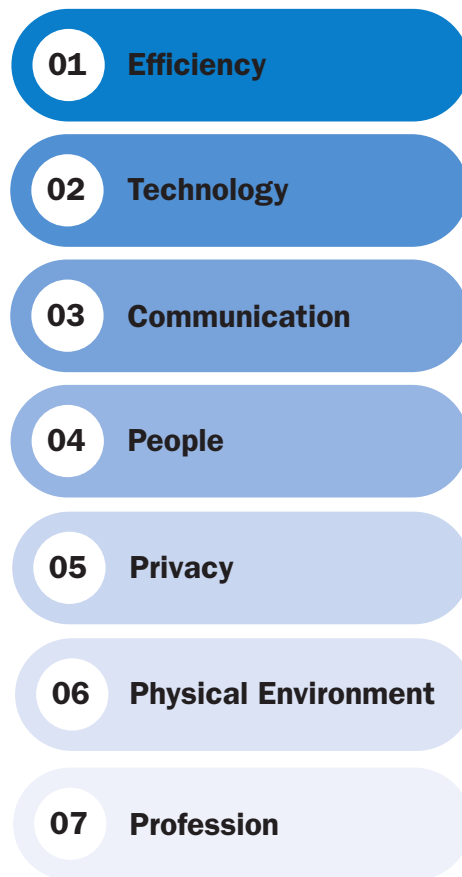 01 Efficiency
02 Technology
03 Communication
04 People
05 Privacy
06 Physical Environment
07 Profession